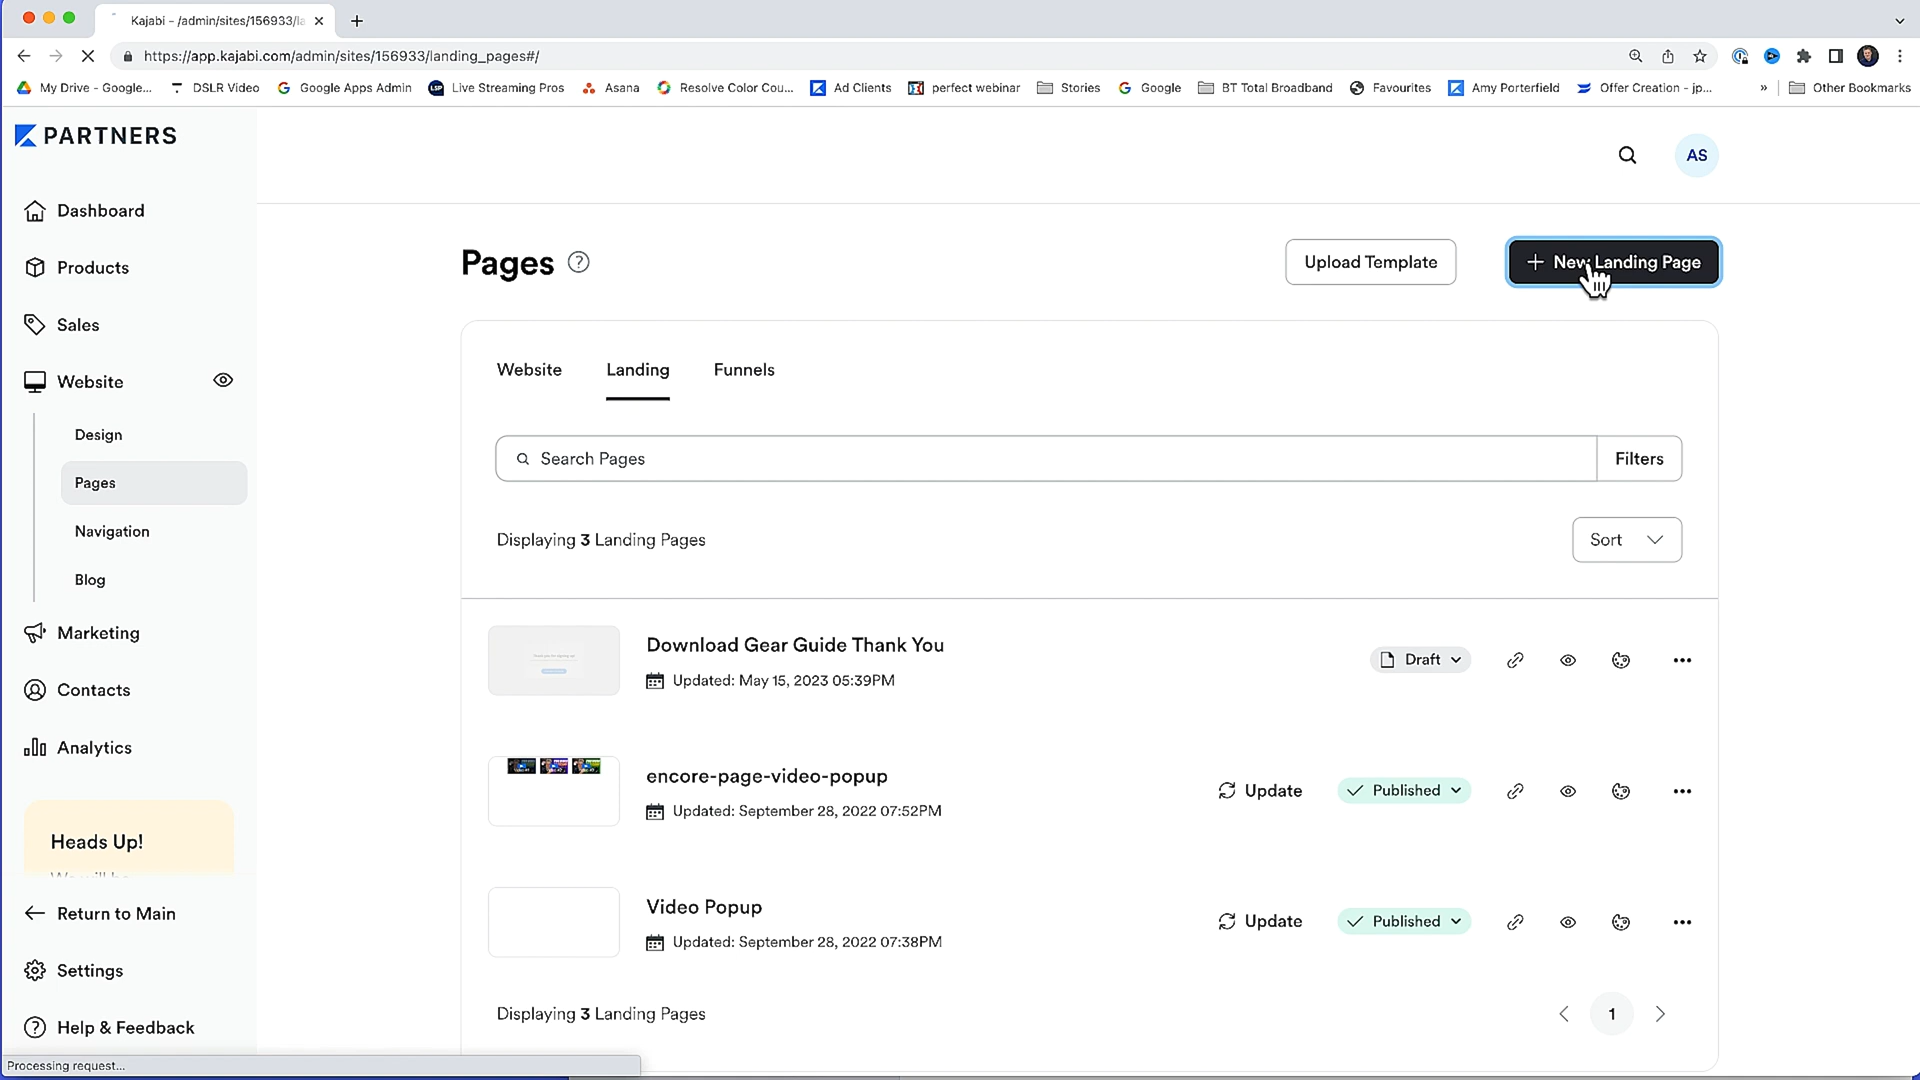 Kajabi - /admin/sites/156933/la
https://app.kajabi.com/admin/sites/156933/landing_pages#/
My Drive - Google...
DSLR Video
Google Apps Admin
LSP
Live Streaming Pros
Asana
Resolve Color Cou...
Ad Clients
perfect webinar
Stories
Google
BT Total Broadband
Favourites
Amy Porterfield
Offer Creation - jp...
»
Other Bookmarks
PARTNERS
AS
Dashboard
Products
Sales
Website
Design
Pages
Navigation
Blog
Marketing
Contacts
Analytics
Heads Up!
We will be
Return to Main
Settings
? Help & Feedback
Processing request...
Pages ?
Upload Template
+ New Landing Page
Website
Landing
Funnels
Search Pages
Filters
Displaying 3 Landing Pages
Sort
Download Gear Guide Thank You
Updated: May 15, 2023 05:39PM
Draft
encore-page-video-popup
Updated: September 28, 2022 07:52PM
Update
Published
Video Popup
Updated: September 28, 2022 07:38PM
Update
Published
Displaying 3 Landing Pages
1